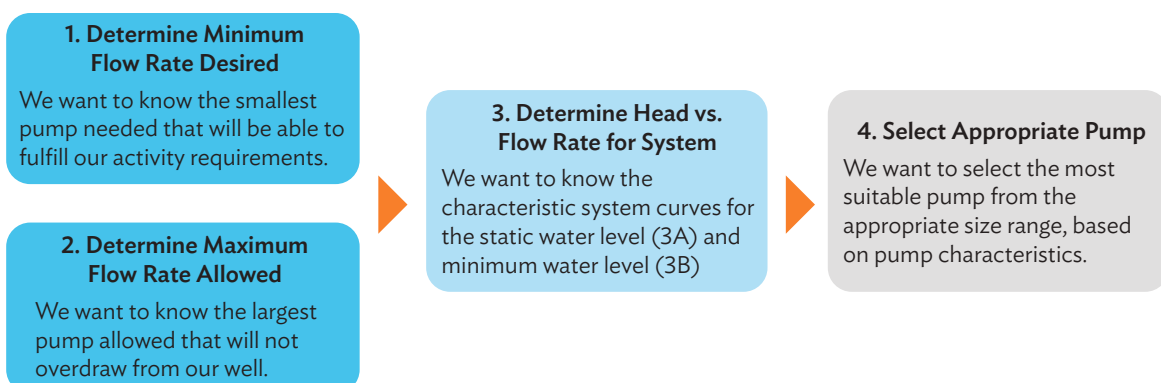 1. Determine Minimum
Flow Rate Desired
We want to know the smallest
pump needed that will be able to
fulfill our activity requirements.
2. Determine Maximum
Flow Rate Allowed
We want to know the largest
pump allowed that will not
overdraw from our well.
3. Determine Head vs.
Flow Rate for System
We want to know the
characteristic system curves for
the static water level (3A) and
minimum water level (3B)
4. Select Appropriate Pump
We want to select the most
suitable pump from the
appropriate size range, based
on pump characteristics.